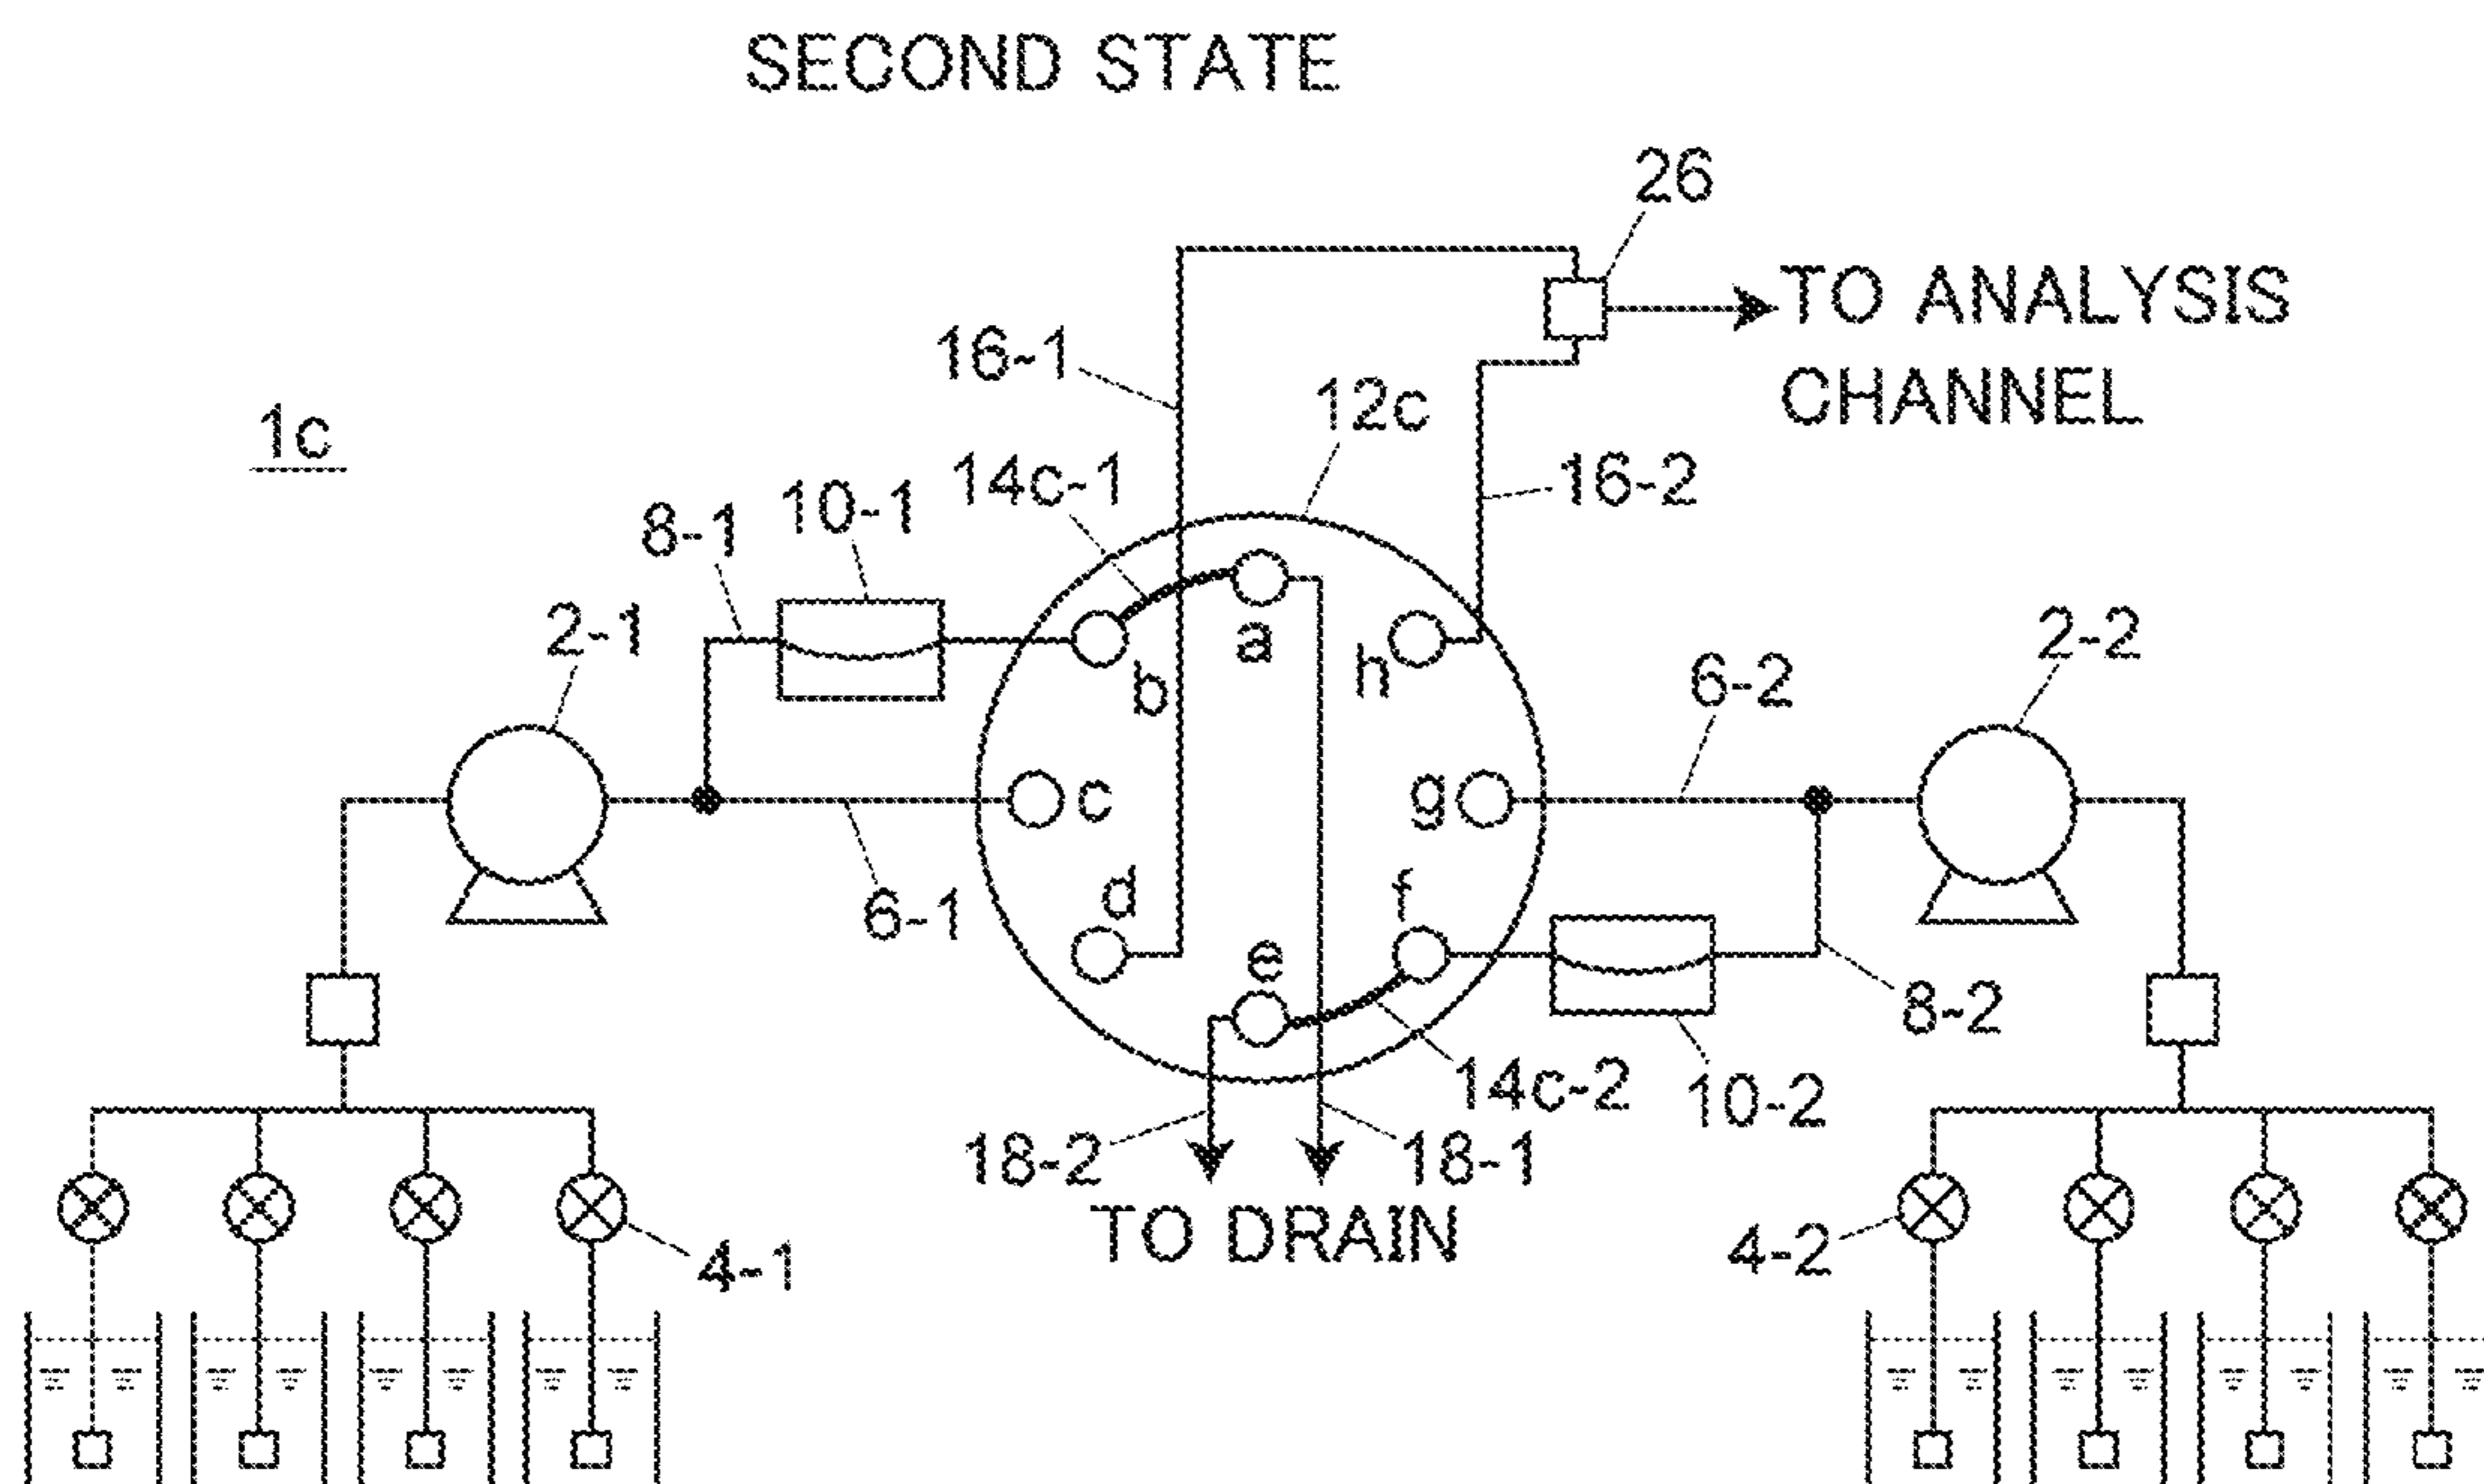 SECOND STATE
26
TO ANALYSIS
CHANNEL
16-1
12c
1c
14c-1
16-2
10-1
8-1
2-1
a
h
b
6-2
2-2
c
g
d
f
6-1
e
8-2
14c-2
10-2
18-2
18-1
TO DRAIN
4-1
4-2